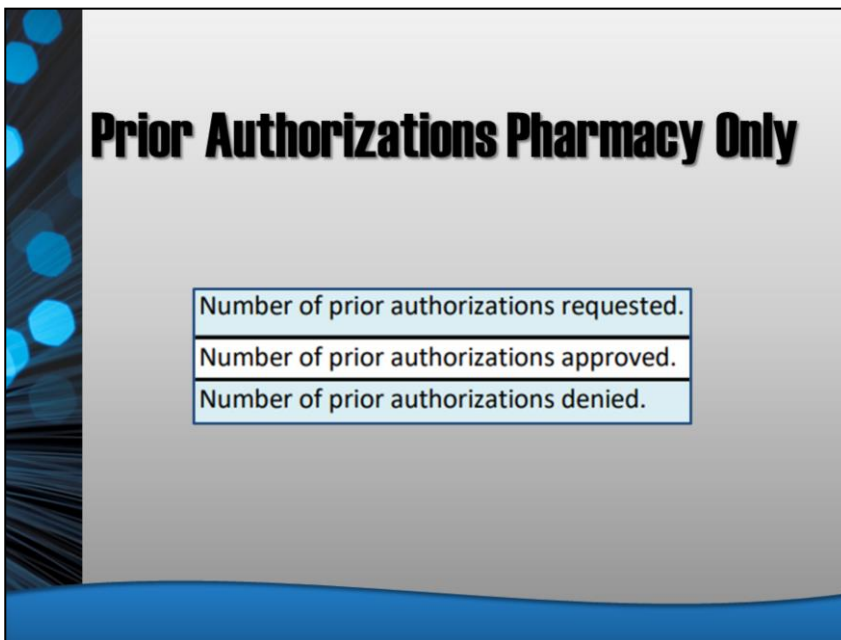 Prior Authorizations Pharmacy Only
Number of prior authorizations requested.
Number of prior authorizations approved.
Number of prior authorizations denied.